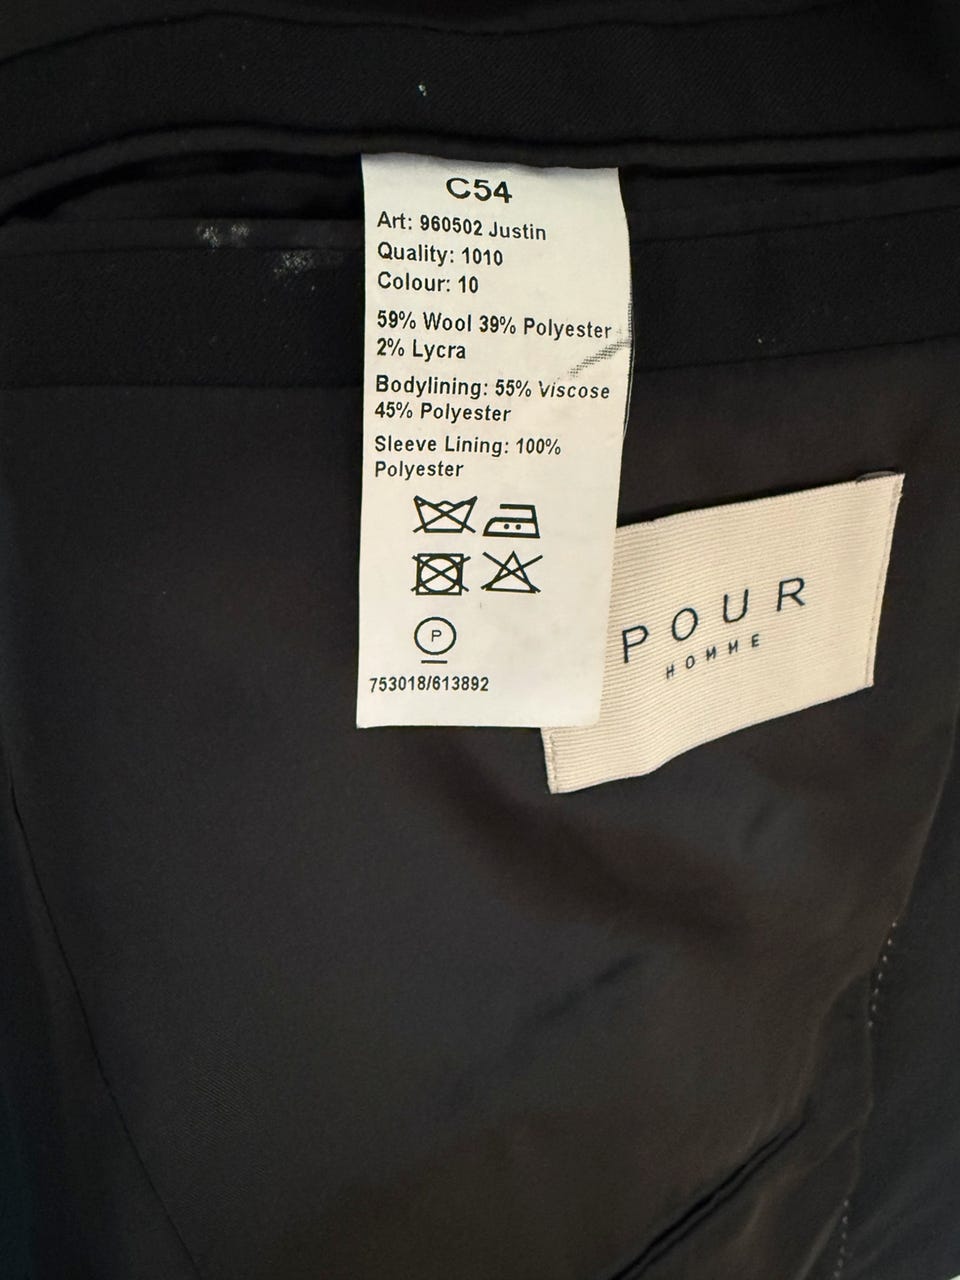 C54
Art: 960502 Justin
Quality: 1010
Colour: 10
59% Wool 39% Polyester
2% Lycra
Bodylining: 55% Viscose
45% Polyester
Sleeve Lining: 100%
Polyester
P
753018/613892
POUR
HOMME